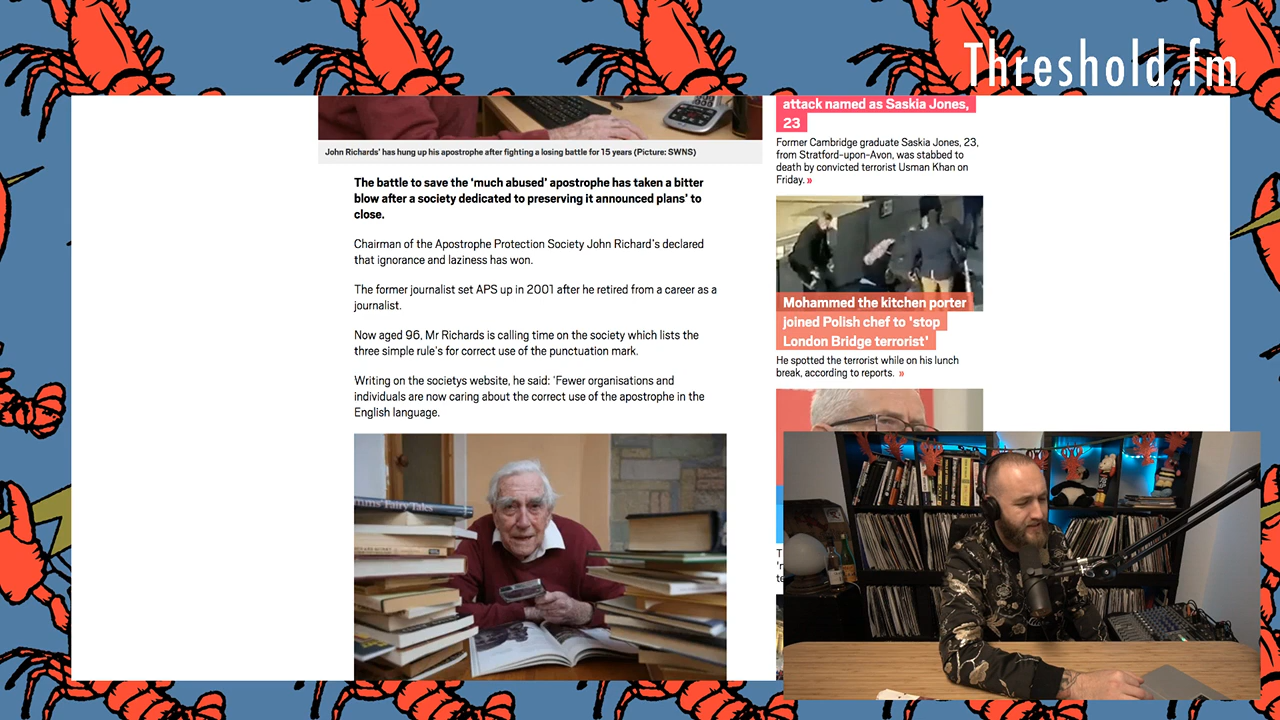 Threshold.fm
John Richards' has hung up his apostrophe after fighting a losing battle for 15 years (Picture: SWNS)
The battle to save the 'much abused' apostrophe has taken a bitter
blow after a society dedicated to preserving it announced plans' to
close.
Chairman of the Apostrophe Protection Society John Richard's declared
that ignorance and laziness has won.
The former journalist set APS up in 2001 after he retired from a career as a
journalist.
Now aged 96, Mr Richards is calling time on the society which lists the
three simple rule's for correct use of the punctuation mark.
Writing on the societys website, he said: 'Fewer organisations and
individuals are now caring about the correct use of the apostrophe in the
English language.
Fairy Tales
attack named as Saskia Jones,
23
Former Cambridge graduate Saskia Jones, 23,
from Stratford-upon-Avon, was stabbed to
death by convicted terrorist Usman Khan on
Friday. »
Mohammed the kitchen porter
joined Polish chef to 'stop
London Bridge terrorist'
He spotted the terrorist while on his lunch
break, according to reports. »